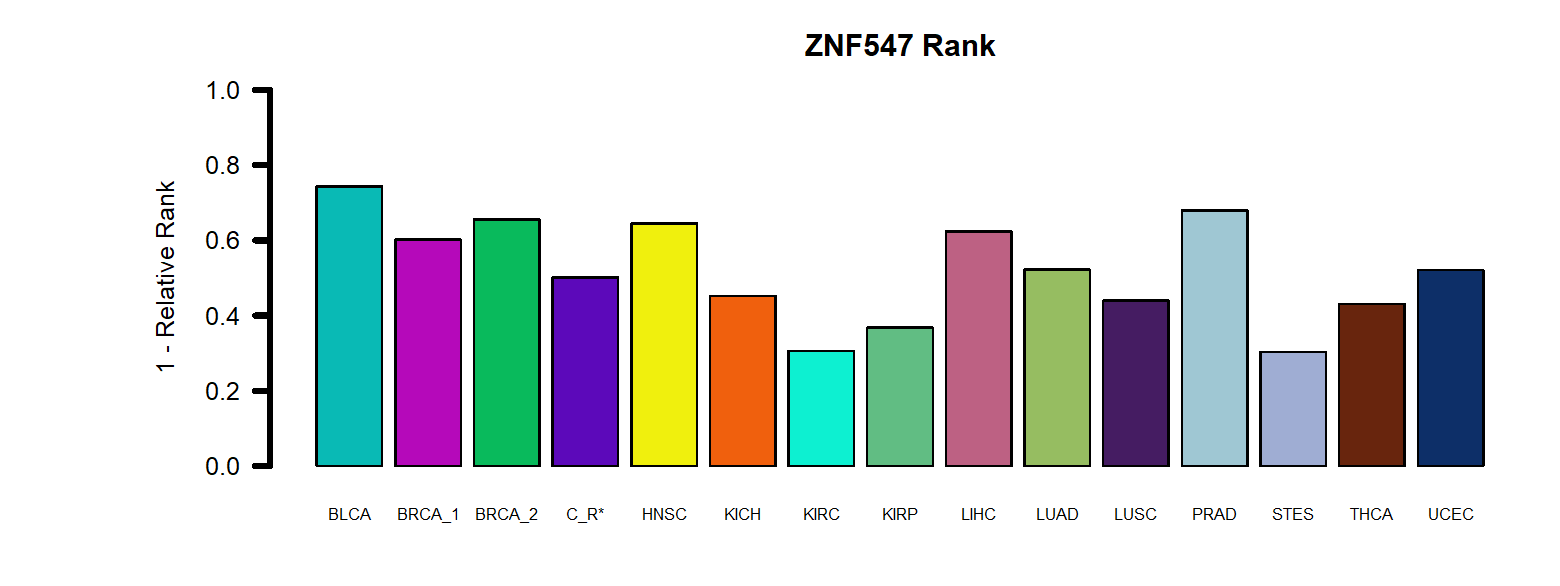 ZNF547 Rank
1 - Relative Rank
1.0
0.8
0.6
0.4
0.2
0.0
BLCA BRCA_1 BRCA_2 C_R* HNSC KICH KIRC KIRP LIHC LUAD LUSC PRAD STES THCA UCEC